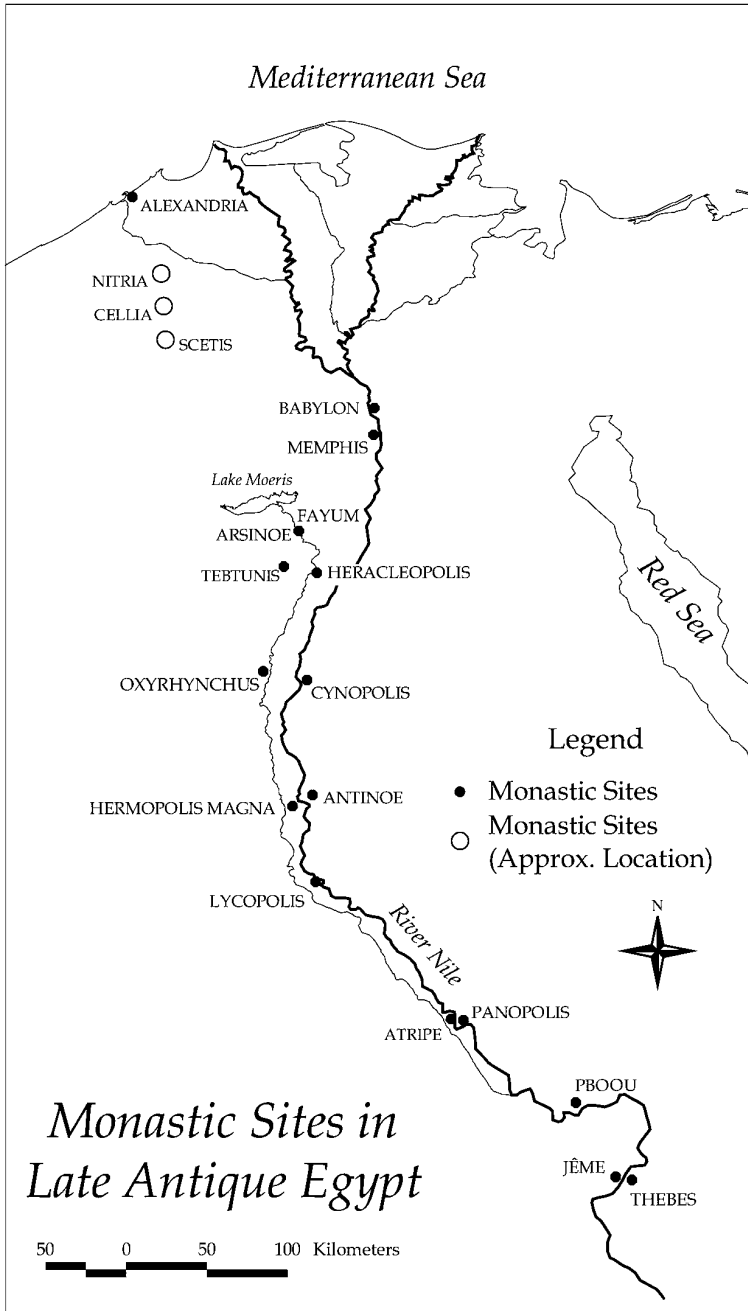 Mediterranean Sea
ALEXANDRIA
NITRIA
CELLIA
SCETIS
BABYLON
MEMPHIS
Lake Moeris
FAYUM
ARSINOE
TEBTUNIS
HERACLEOPOLIS
Red Sea
OXYRHYNCHUS
CYNOPOLIS
Legend
Monastic Sites
Monastic Sites
(Approx. Location)
ANTINOE
HERMOPOLIS MAGNA
LYCOPOLIS
N
River Nile
PANOPOLIS
ATRIPE
PBOOU
Monastic Sites in
Late Antique Egypt
JÊME
THEBES
50 0 50 100 Kilometers